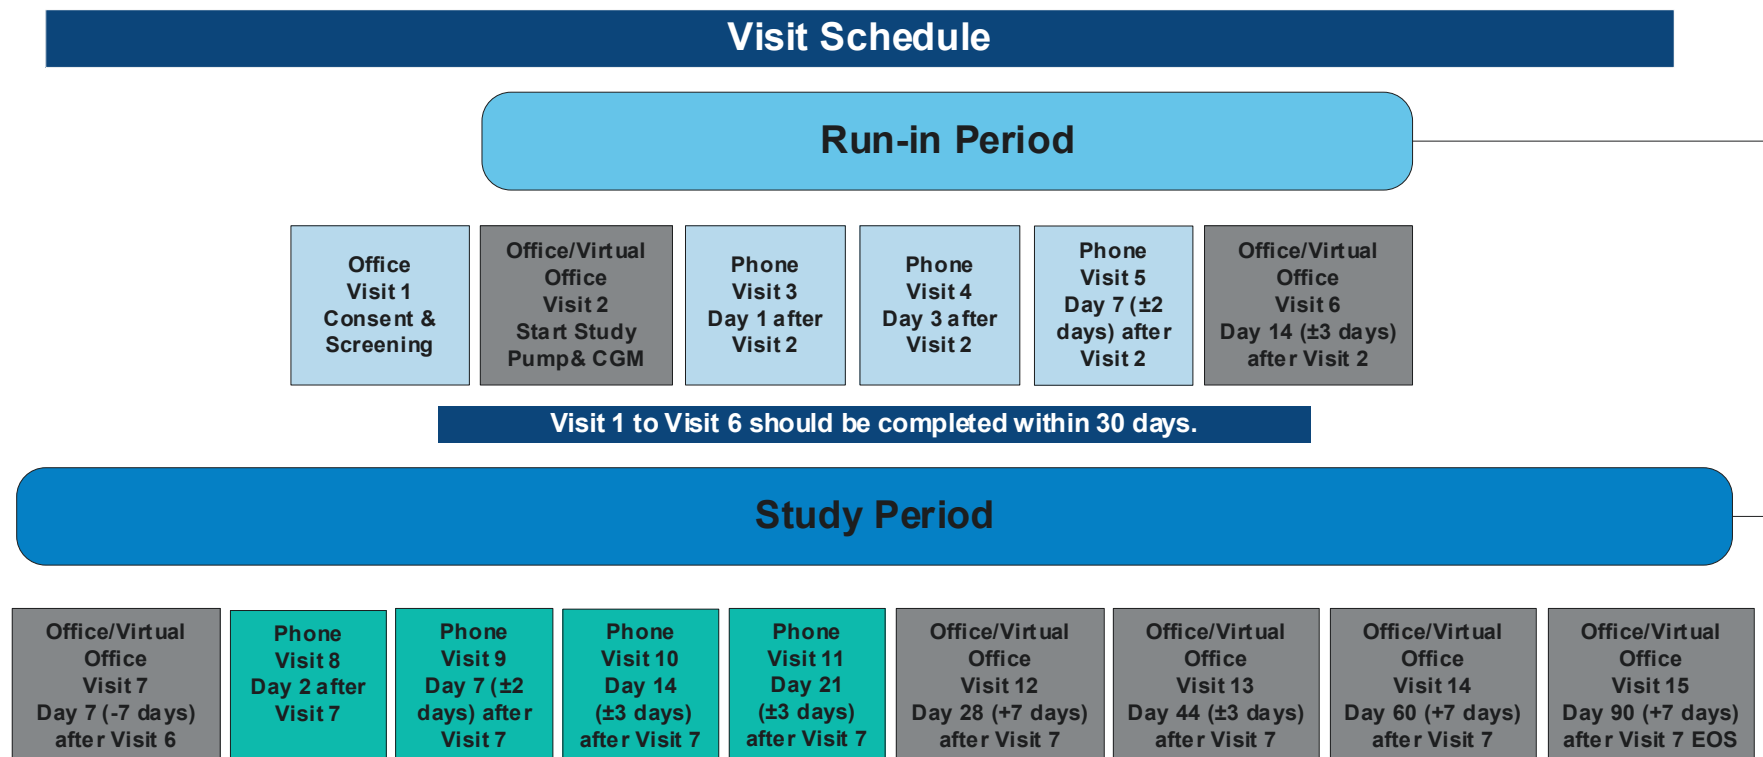 Visit Schedule
Run-in Period
Office
Visit 1
Consent &
Screening
Office/Virtual
Office
Visit 2
Start Study
Pump& CGM
Phone
Visit 3
Day 1 after
Visit 2
Phone
Visit 4
Day 3 after
Visit 2
Phone
Visit 5
Day 7 (±2
days) after
Visit 2
Office/Virtual
Office
Visit 6
Day 14 (±3 days)
after Visit 2
Visit 1 to Visit 6 should be completed within 30 days.
Study Period
Office/Virtual
Office
Visit 7
Day 7 (-7 days)
after Visit 6
Phone
Visit 8
Day 2 after
Visit 7
Phone
Visit 9
Day 7 (±2
days) after
Visit 7
Phone
Visit 10
Day 14
(±3 days)
after Visit 7
Phone
Visit 11
Day 21
(±3 days)
after Visit 7
Office/Virtual
Office
Visit 12
Day 28 (+7 days)
after Visit 7
Office/Virtual
Office
Visit 13
Day 44 (±3 days)
after Visit 7
Office/Virtual
Office
Visit 14
Day 60 (+7 days)
after Visit 7
Office/Virtual
Office
Visit 15
Day 90 (+7 days)
after Visit 7 EOS